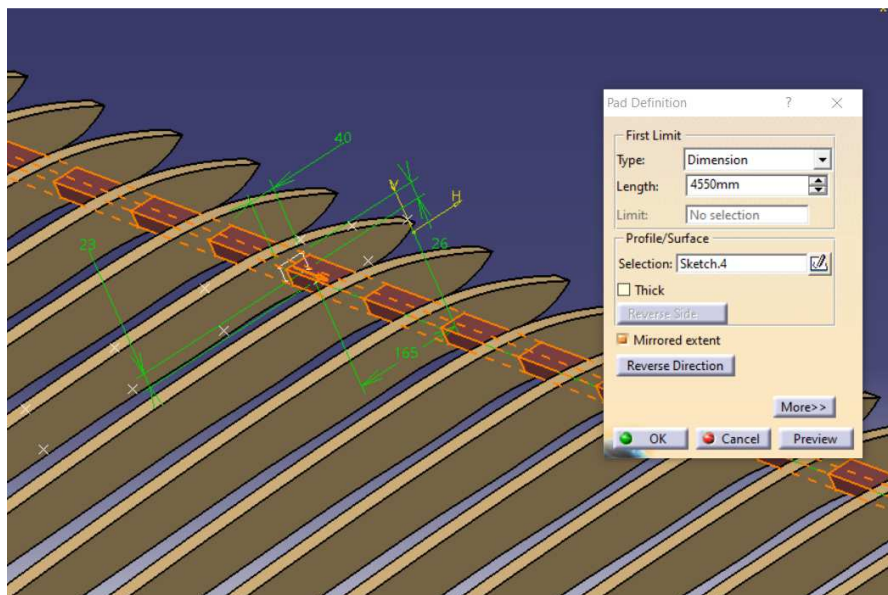 40
V
H
23
26
165
Pad Definition ? X
First Limit
Type: Dimension
Length: 4550mm
Limit: No selection
Profile/Surface
Selection: Sketch.4
Thick
Reverse Side
Mirrored extent
Reverse Direction
More>>
OK Cancel Preview